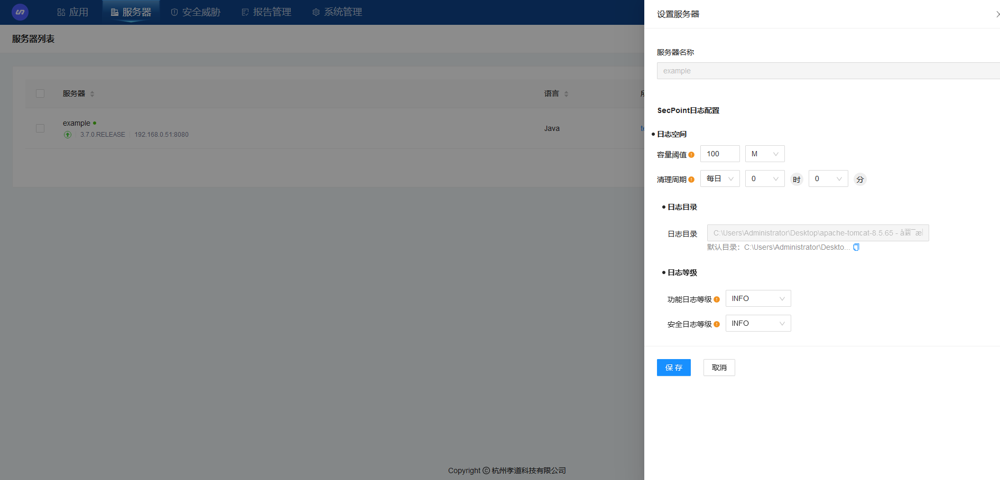 应用
服务器
安全威胁
报告管理
系统管理
服务器列表
服务器
语言
example
3.7.0.RELEASE
192.168.0.51:8080
Java
Copyright © 杭州孝道科技有限公司
设置服务器
服务器名称
example
SecPoint日志配置
日志空间
容量阈值 100 M
清理周期 每日 0 时 0 分
日志目录
日志目录 C:\Users\Administrator\Desktop\apache-tomcat-8.5.65 -
默认目录：C:\Users\Administrator\Deskto...
日志等级
功能日志等级 INFO
安全日志等级 INFO
保 存
取消